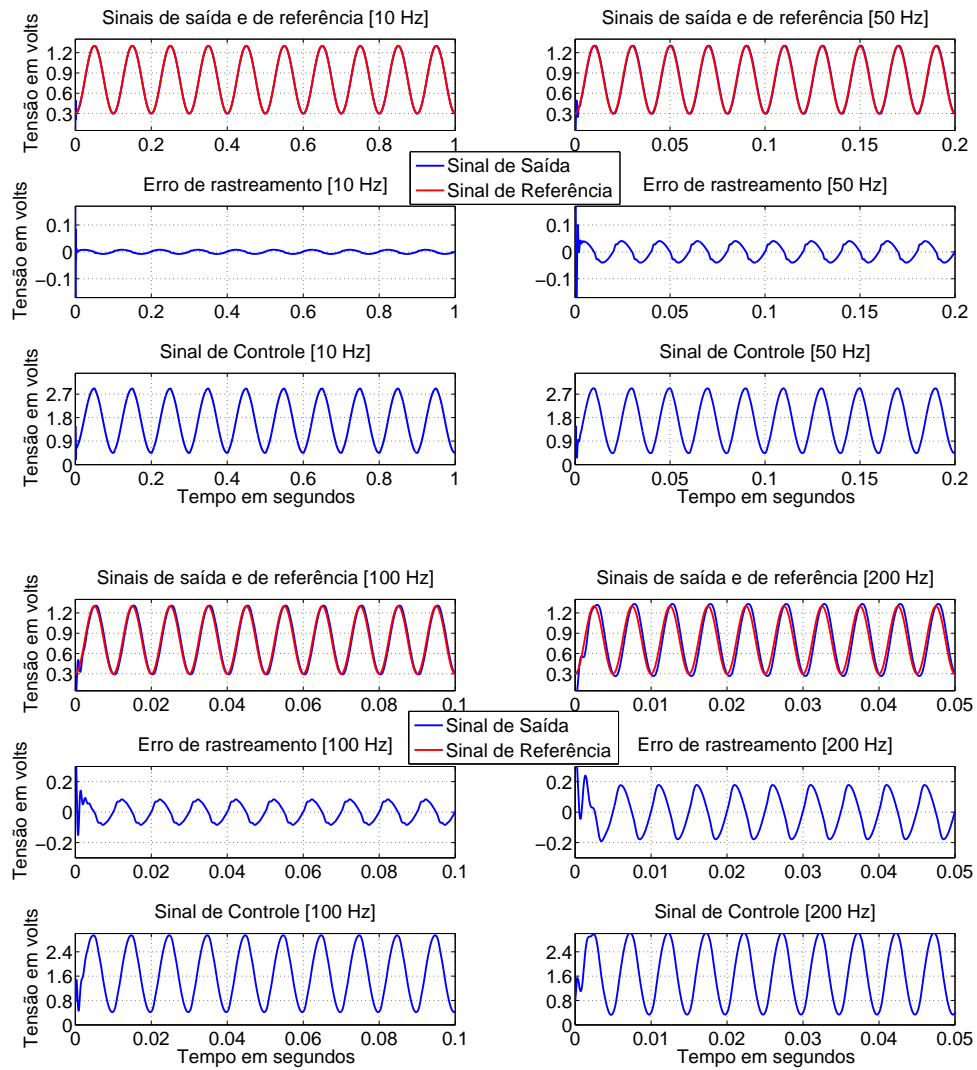 Sinais de saída e de referência [10 Hz]
Tensão em volts
1.2
0.9
0.6
0.3
0 0.2 0.4 0.6 0.8 1
Sinais de saída e de referência [50 Hz]
1.2
0.9
0.6
0.3
0 0.05 0.1 0.15 0.2
Sinal de Saída
Sinal de Referência
Erro de rastreamento [10 Hz]
Tensão em volts
0.1
0
−0.1
0 0.2 0.4 0.6 0.8 1
Erro de rastreamento [50 Hz]
0.1
0
−0.1
0 0.05 0.1 0.15 0.2
Sinal de Controle [10 Hz]
Tensão em volts
2.7
1.8
0.9
0
0 0.2 0.4 0.6 0.8 1
Tempo em segundos
Sinal de Controle [50 Hz]
2.7
1.8
0.9
0
0 0.05 0.1 0.15 0.2
Tempo em segundos
Sinais de saída e de referência [100 Hz]
Tensão em volts
1.2
0.9
0.6
0.3
0 0.02 0.04 0.06 0.08 0.1
Sinais de saída e de referência [200 Hz]
1.2
0.9
0.6
0.3
0 0.01 0.02 0.03 0.04 0.05
Sinal de Saída
Sinal de Referência
Erro de rastreamento [100 Hz]
Tensão em volts
0.2
0
−0.2
0 0.02 0.04 0.06 0.08 0.1
Erro de rastreamento [200 Hz]
0.2
0
−0.2
0 0.01 0.02 0.03 0.04 0.05
Sinal de Controle [100 Hz]
Tensão em volts
2.4
1.6
0.8
0
0 0.02 0.04 0.06 0.08 0.1
Tempo em segundos
Sinal de Controle [200 Hz]
2.4
1.6
0.8
0
0 0.01 0.02 0.03 0.04 0.05
Tempo em segundos